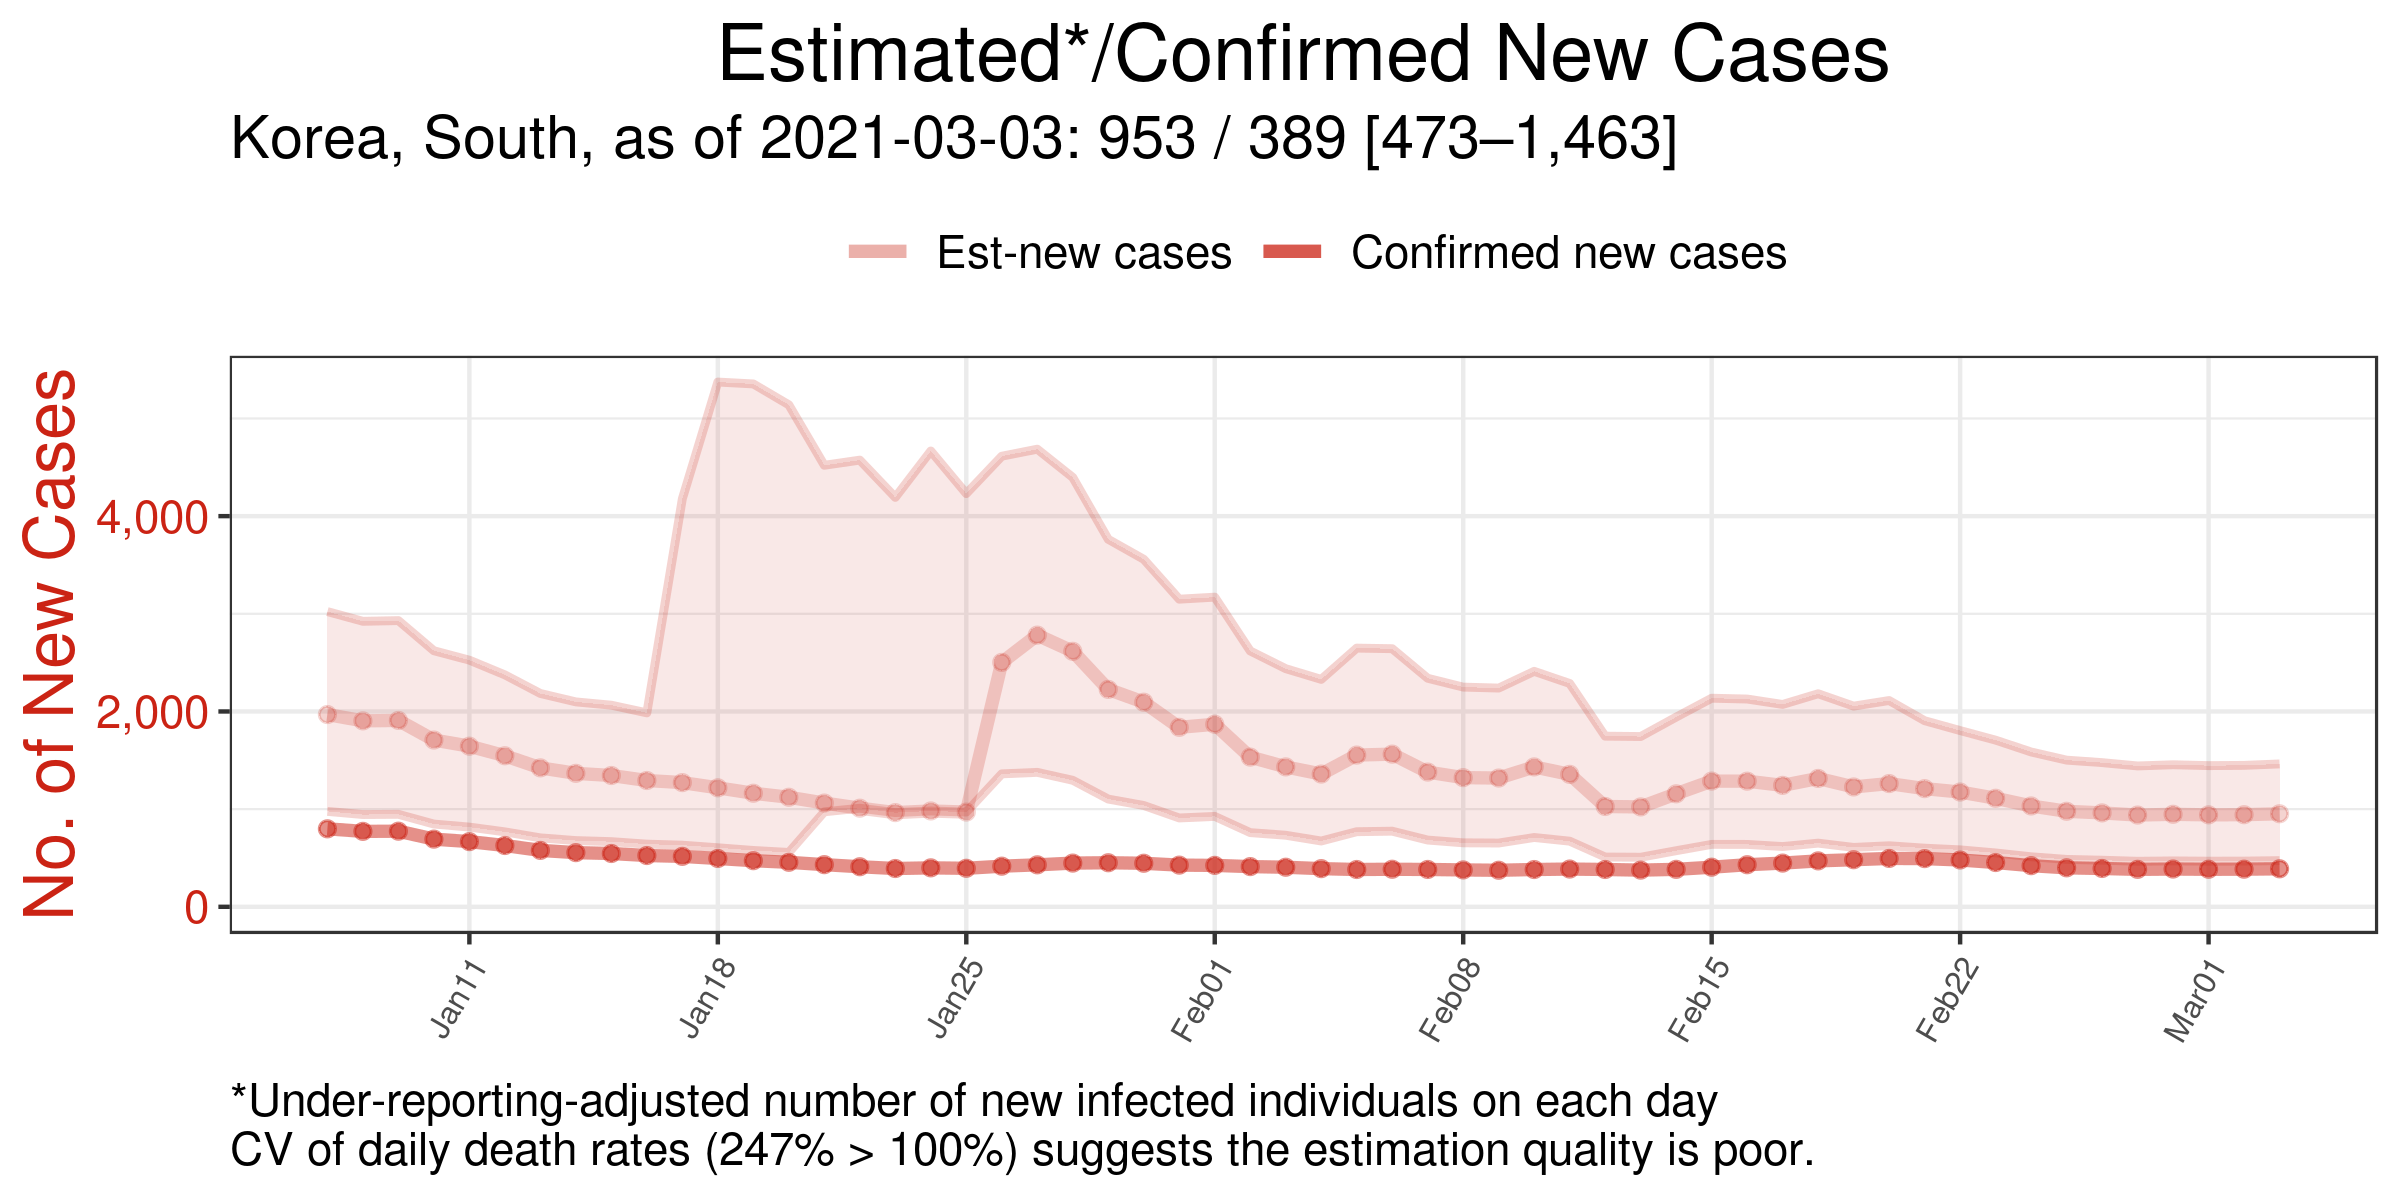 Estimated*/Confirmed New Cases
Korea, South, as of 2021-03-03: 953 / 389 [473–1,463]
Est-new cases
Confirmed new cases
No. of New Cases
4,000
2,000
0
Jan11
Jan18
Jan25
Feb01
Feb08
Feb15
Feb22
Mar01
*Under-reporting-adjusted number of new infected individuals on each day
CV of daily death rates (247% > 100%) suggests the estimation quality is poor.